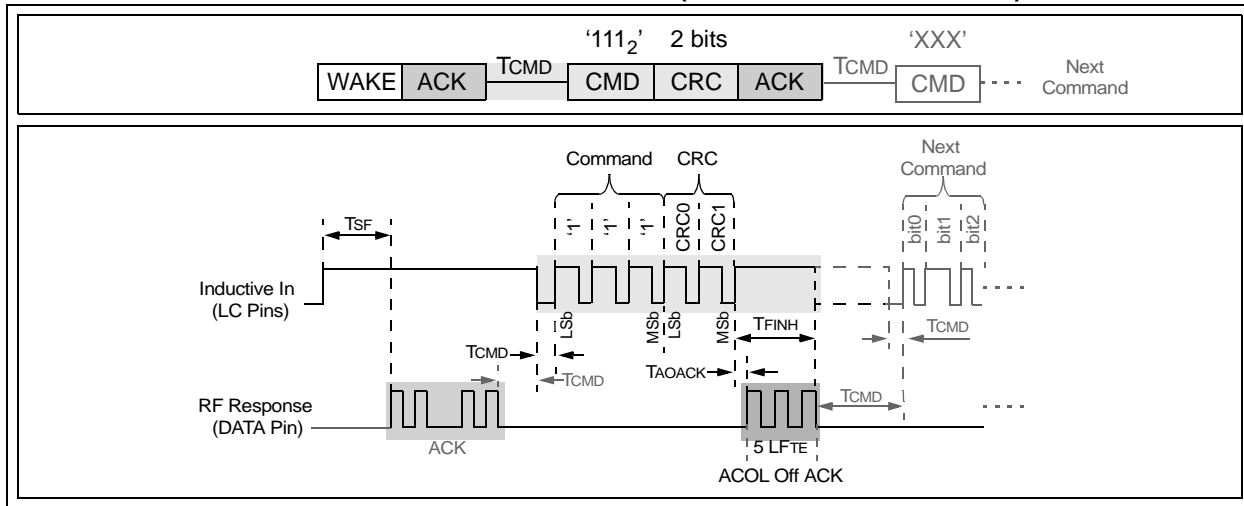 ‘111₂’ 2 bits ‘XXX’
WAKE ACK TCMD CMD CRC ACK TCMD CMD Next Command
Command CRC Next Command
‘1’ ‘1’ ‘1’ CRC0 CRC1 bit0 bit1 bit2
TSF
Inductive In
(LC Pins)
LSb MSb LSb MSb
TFINH TCMD
TCMD TAOACK
TCMD
TCMD
RF Response
(DATA Pin)
ACK 5 LFTE
ACOL Off ACK